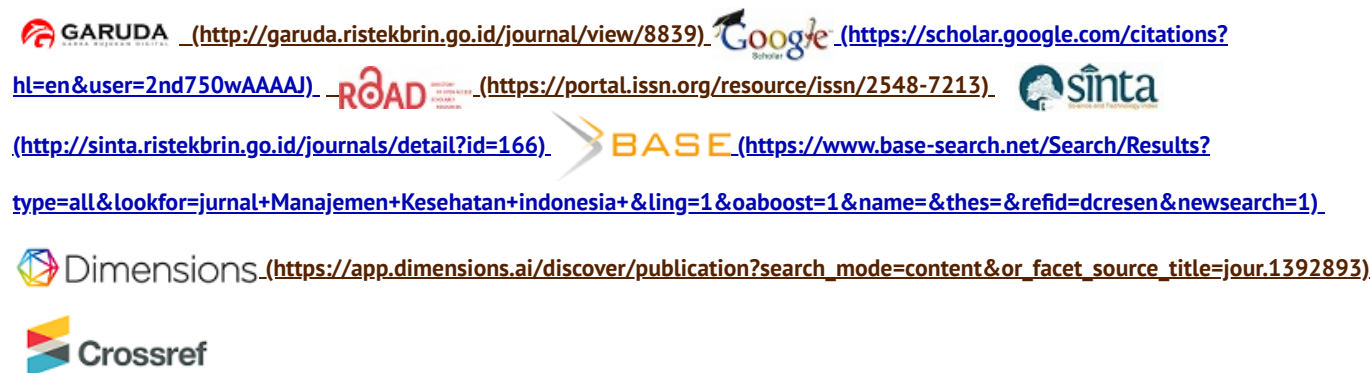 GARUDA (http://garuda.ristekbrin.go.id/journal/view/8839) Google Scholar (https://scholar.google.com/citations?
hl=en&user=2nd750wAAAAJ) ROAD (https://portal.issn.org/resource/issn/2548-7213) sinta
(http://sinta.ristekbrin.go.id/journals/detail?id=166) BASE (https://www.base-search.net/Search/Results?
type=all&lookfor=jurnal+Manajemen+Kesehatan+indonesia+&ling=1&oaboost=1&name=&thes=&refid=dcresen&newsearch=1)
Dimensions (https://app.dimensions.ai/discover/publication?search_mode=content&or_facet_source_title=jour.1392893)
Crossref